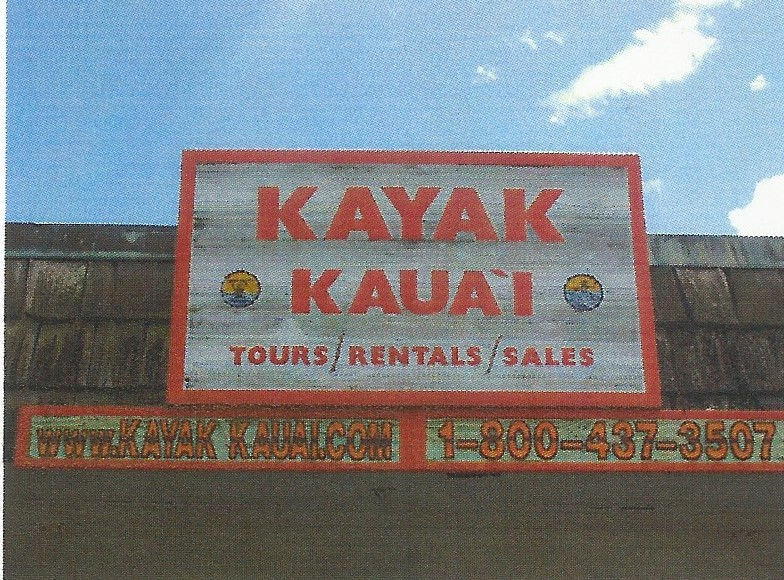 KAYAK
KAUA`I
TOURS/RENTALS/SALES
WWW.KAYAK KAUAI.COM 1-800-437-3507